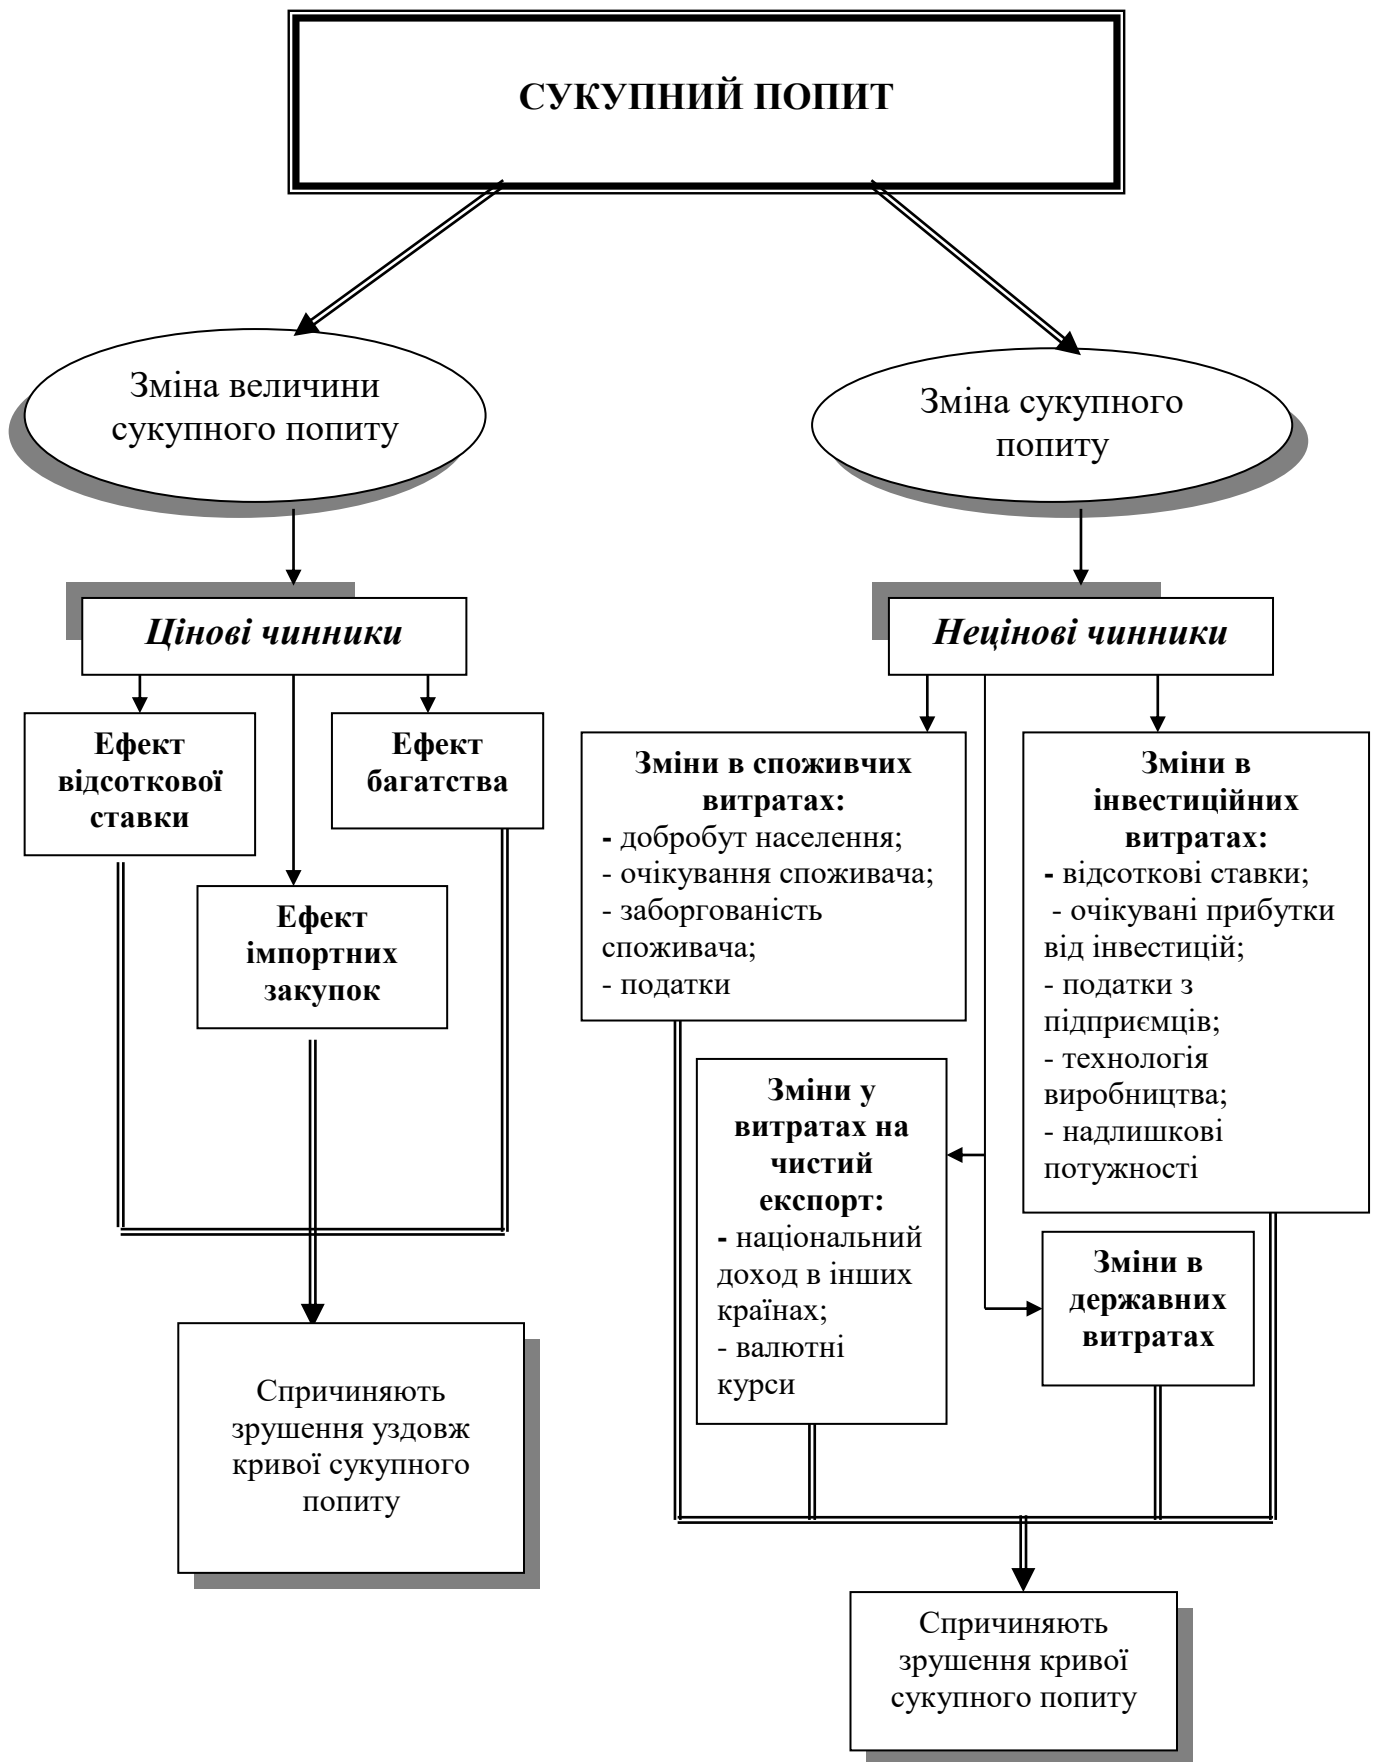 СУКУПНИЙ ПОПИТ
Зміна величини
сукупного попиту
Зміна сукупного
попиту
Цінові чинники
Нецінові чинники
Ефект
відсоткової
ставки
Ефект
багатства
Ефект
імпортних
закупок
Зміни в споживчих
витратах:
- добробут населення;
- очікування споживача;
- заборгованість
споживача;
- податки
Зміни в
інвестиційних
витратах:
- відсоткові ставки;
- очікувані прибутки
від інвестицій;
- податки з
підприємців;
- технологія
виробництва;
- надлишкові
потужності
Зміни у
витратах на
чистий
експорт:
- національний
доход в інших
країнах;
- валютні
курси
Зміни в
державних
витратах
Спричиняють
зрушення уздовж
кривої сукупного
попиту
Спричиняють
зрушення кривої
сукупного попиту